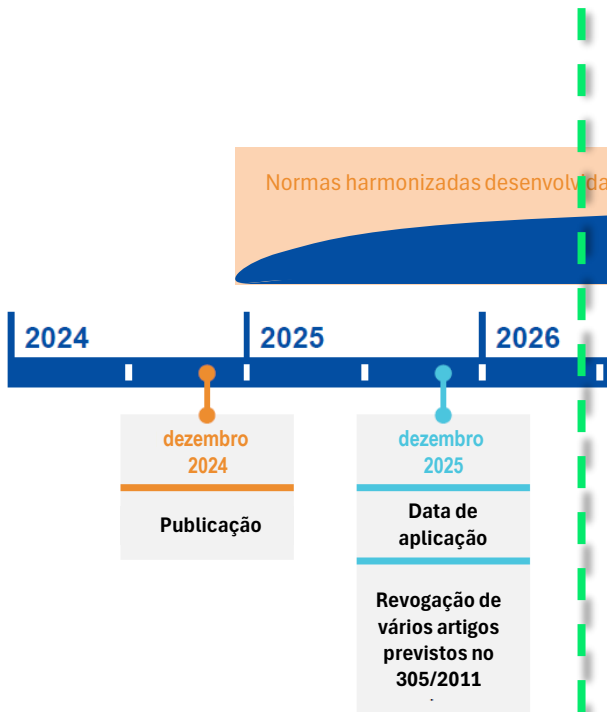 Normas harmonizadas desenvolvida
2024
2025
2026
dezembro
2024
Publicação
dezembro
2025
Data de
aplicação
Revogação de
vários artigos
previstos no
305/2011